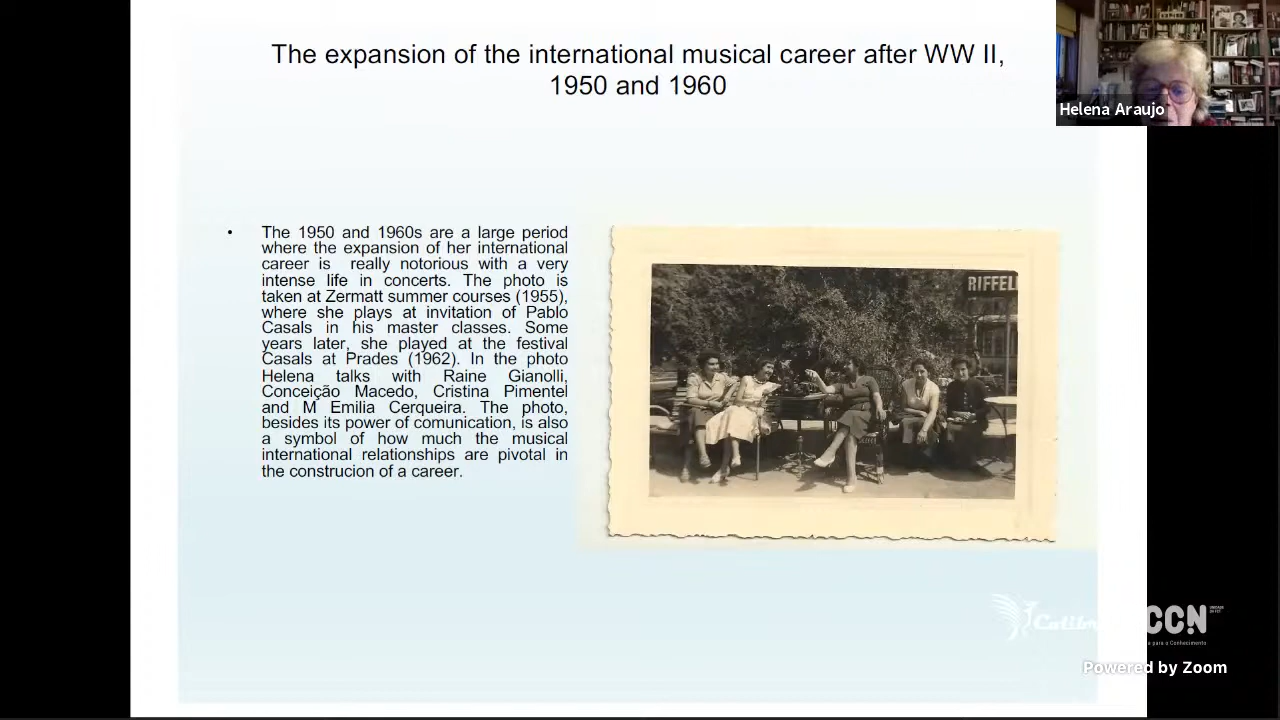 The expansion of the international musical career after WW II,
1950 and 1960
Helena Araujo
• The 1950 and 1960s are a large period
where the expansion of her international
career is really notorious with a very
intense life in concerts. The photo is
taken at Zermatt summer courses (1955),
where she plays at invitation of Pablo
Casals in his master classes. Some
years later, she played at the festival
Casals at Prades (1962). In the photo
Helena talks with Raine Gianolli,
Conceição Macedo, Cristina Pimentel
and M Emilia Cerqueira. The photo,
besides its power of comunication, is also
a symbol of how much the musical
international relationships are pivotal in
the construcion of a career.
RIFFEL
CCN
Powered by Zoom